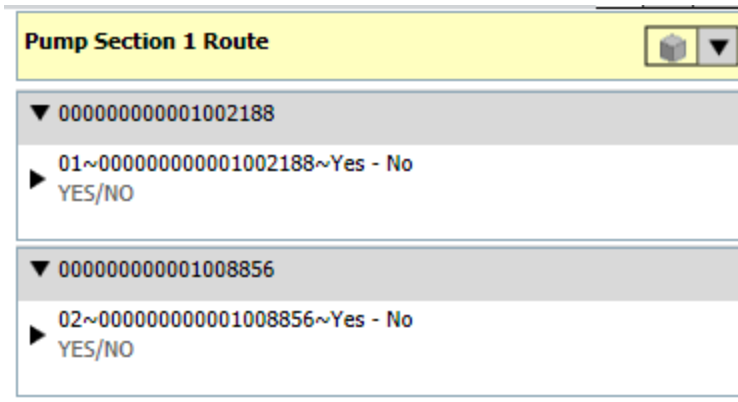 Pump Section 1 Route
000000000001002188
01~000000000001002188~Yes - No
YES/NO
000000000001008856
02~000000000001008856~Yes - No
YES/NO